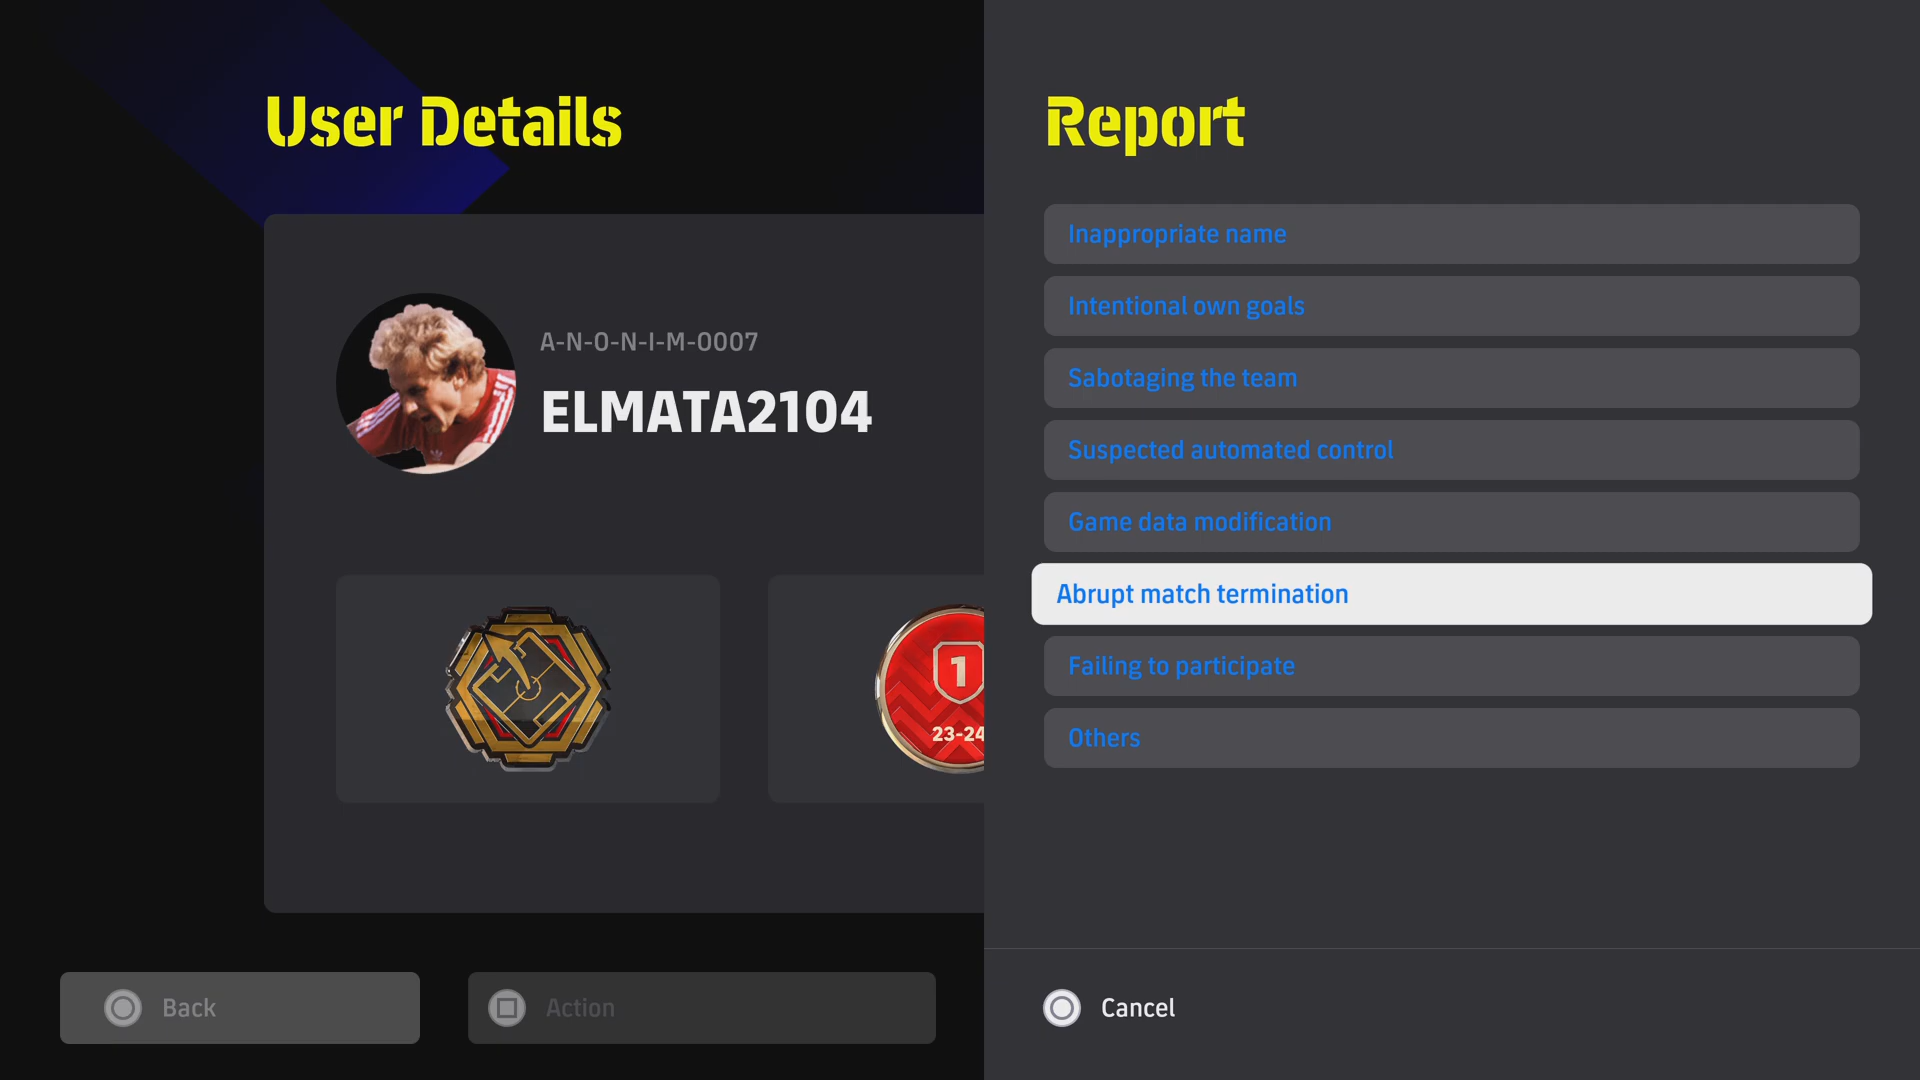 User Details
A-N-O-N-I-M-0007
ELMATA2104
1
23-24
Back
Action
Report
Inappropriate name
Intentional own goals
Sabotaging the team
Suspected automated control
Game data modification
Abrupt match termination
Failing to participate
Others
Cancel